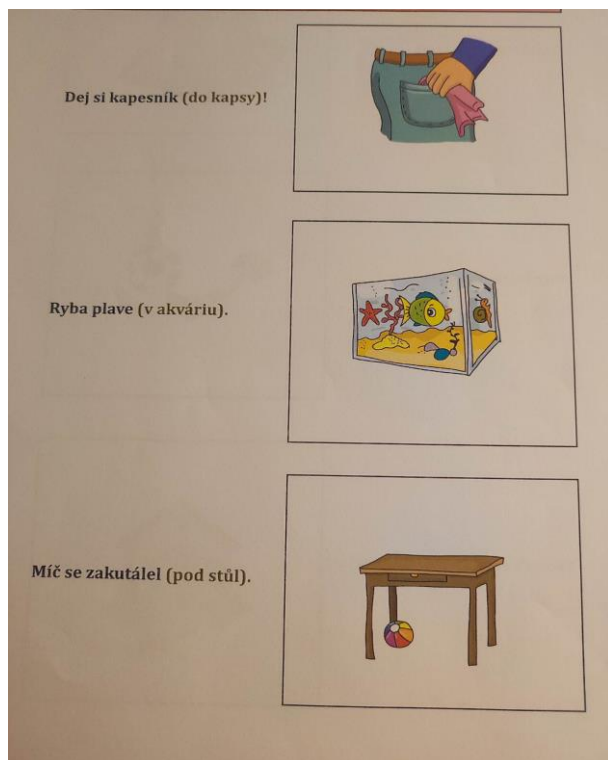 Dej si kapesník (do kapsy)!
Ryba plave (v akváriu).
Míč se zakutálel (pod stůl).